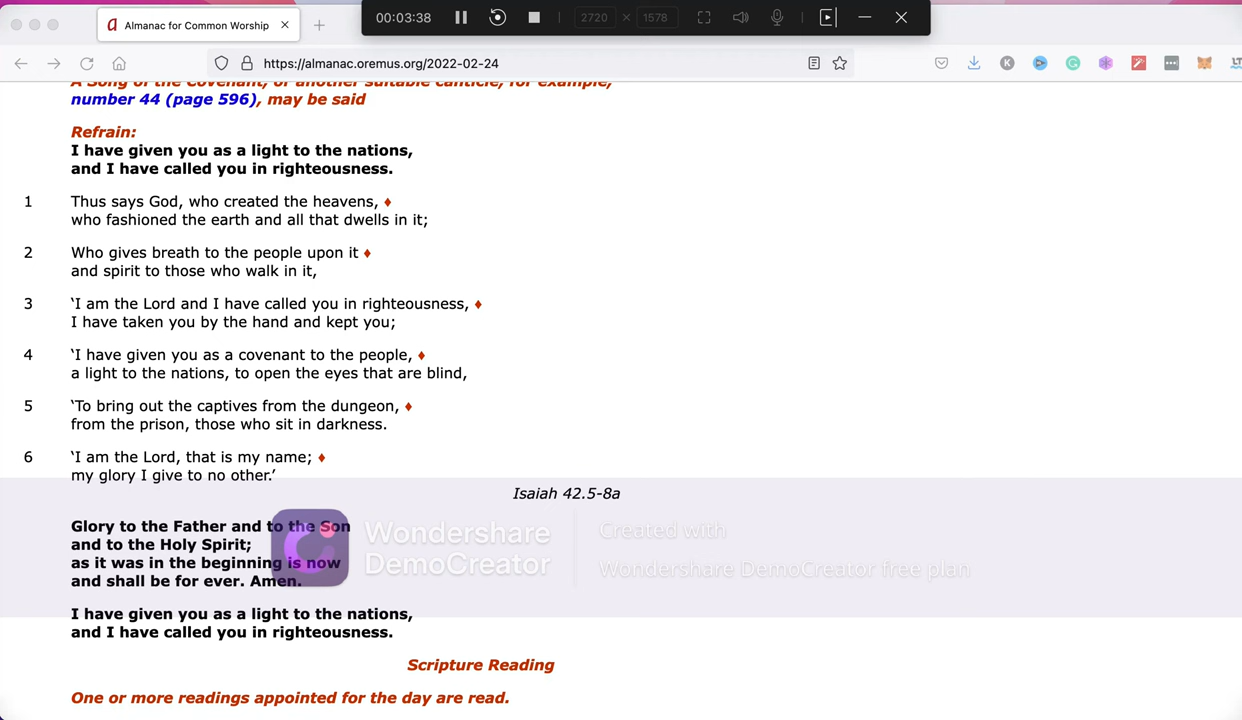 00:03:38
2720 × 1578
a Almanac for Common Worship
https://almanac.oremus.org/2022-02-24
A Song of the Covenant, or another suitable canticle, for example,
number 44 (page 596), may be said
Refrain:
I have given you as a light to the nations,
and I have called you in righteousness.
1 Thus says God, who created the heavens, ♦
who fashioned the earth and all that dwells in it;
2 Who gives breath to the people upon it ♦
and spirit to those who walk in it,
3 ‘I am the Lord and I have called you in righteousness, ♦
I have taken you by the hand and kept you;
4 ‘I have given you as a covenant to the people, ♦
a light to the nations, to open the eyes that are blind,
5 ‘To bring out the captives from the dungeon, ♦
from the prison, those who sit in darkness.
6 ‘I am the Lord, that is my name; ♦
my glory I give to no other.’
Isaiah 42.5-8a
Glory to the Father and to the Son
and to the Holy Spirit;
as it was in the beginning is now
and shall be for ever. Amen.
Wondershare
DemoCreator
Created with
Wondershare DemoCreator free plan
I have given you as a light to the nations,
and I have called you in righteousness.
Scripture Reading
One or more readings appointed for the day are read.